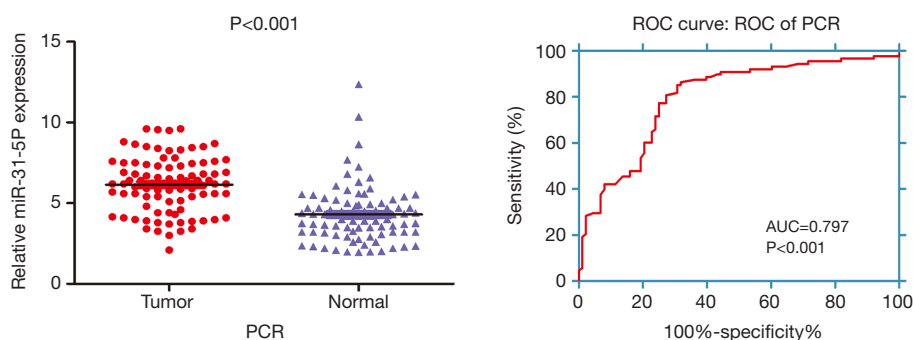 P<0.001
Relative miR-31-5P expression
15
10
5
0
Tumor
Normal
PCR
ROC curve: ROC of PCR
Sensitivity (%)
100
80
60
40
20
0
AUC=0.797
P<0.001
0 20 40 60 80 100
100%-specificity%